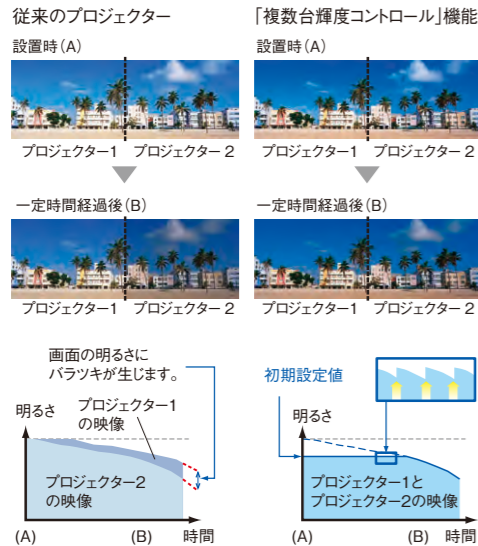 従来のプロジェクター
設置時(A)
プロジェクター1 プロジェクター2
一定時間経過後(B)
プロジェクター1 プロジェクター2
画面の明るさに
バラツキが生じます。
明るさ
プロジェクター1
の映像
プロジェクター2
の映像
(A) (B) 時間
「複数台輝度コントロール」機能
設置時(A)
プロジェクター1 プロジェクター2
一定時間経過後(B)
プロジェクター1 プロジェクター2
初期設定値
明るさ
プロジェクター1と
プロジェクター2の映像
(A) (B) 時間